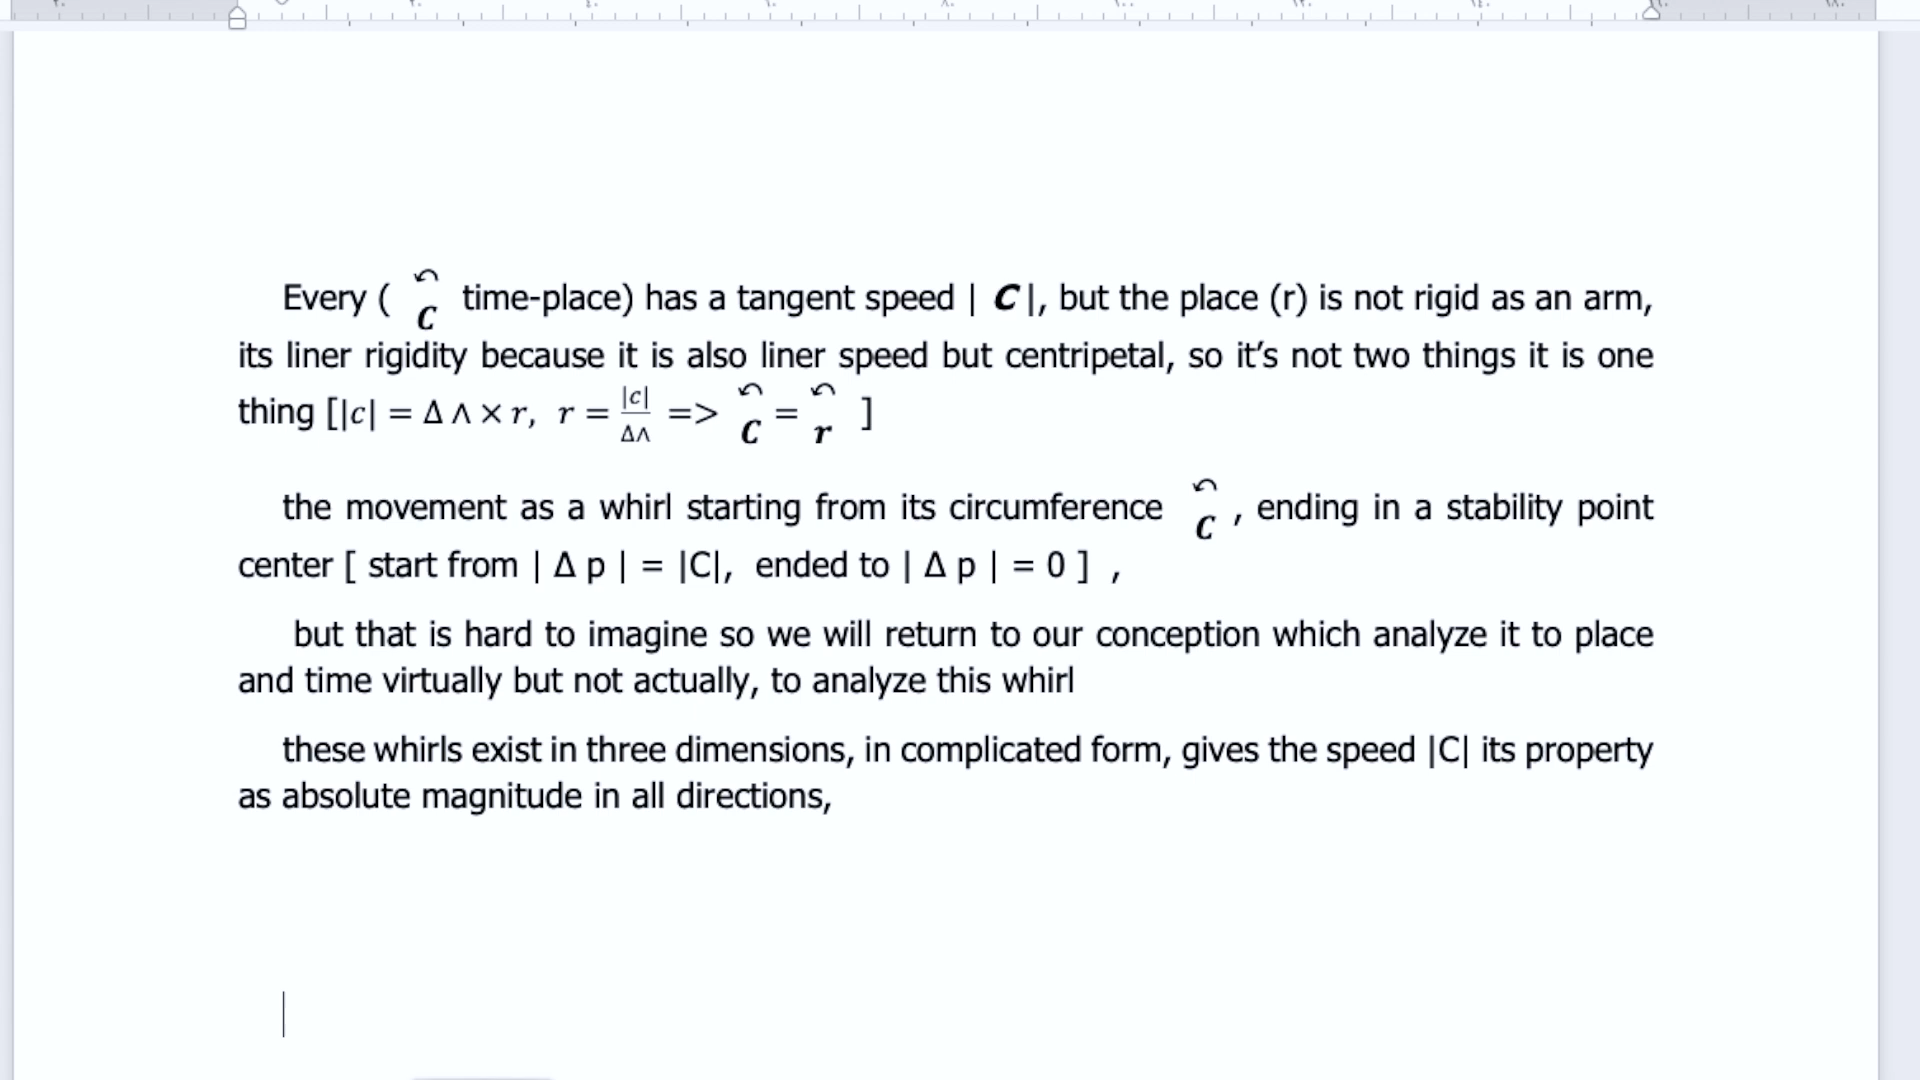 Every ( ↶C time-place) has a tangent speed | C|, but the place (r) is not rigid as an arm,
its liner rigidity because it is also liner speed but centripetal, so it’s not two things it is one
thing [|c| = Δ ∧ × r, r = |c|/Δ∧ => ↶C = ↶r ]
the movement as a whirl starting from its circumference ↶C , ending in a stability point
center [ start from | Δ p | = |C|, ended to | Δ p | = 0 ] ,
but that is hard to imagine so we will return to our conception which analyze it to place
and time virtually but not actually, to analyze this whirl
these whirls exist in three dimensions, in complicated form, gives the speed |C| its property
as absolute magnitude in all directions,